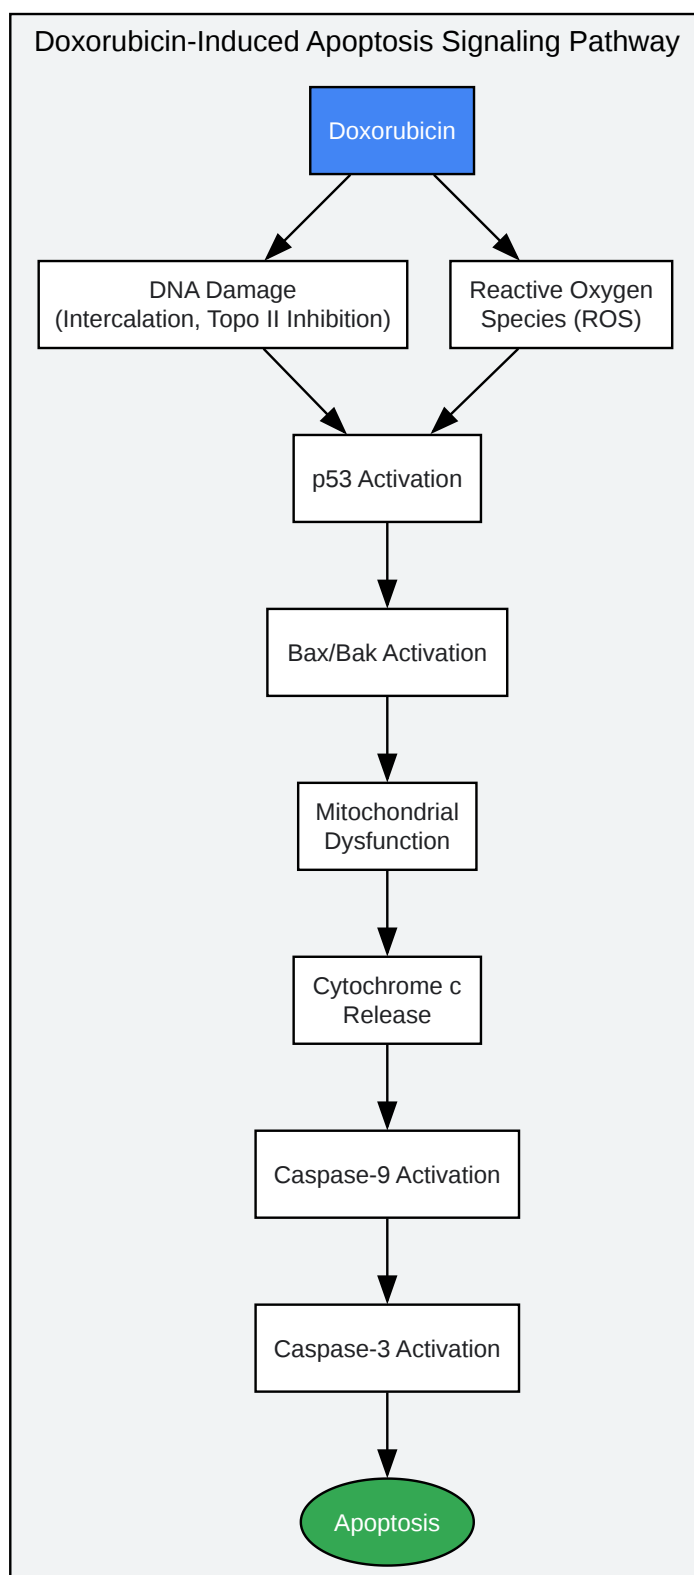 Doxorubicin-Induced Apoptosis Signaling Pathway
Doxorubicin
DNA Damage
(Intercalation, Topo II Inhibition)
Reactive Oxygen
Species (ROS)
p53 Activation
Bax/Bak Activation
Mitochondrial
Dysfunction
Cytochrome c
Release
Caspase-9 Activation
Caspase-3 Activation
Apoptosis